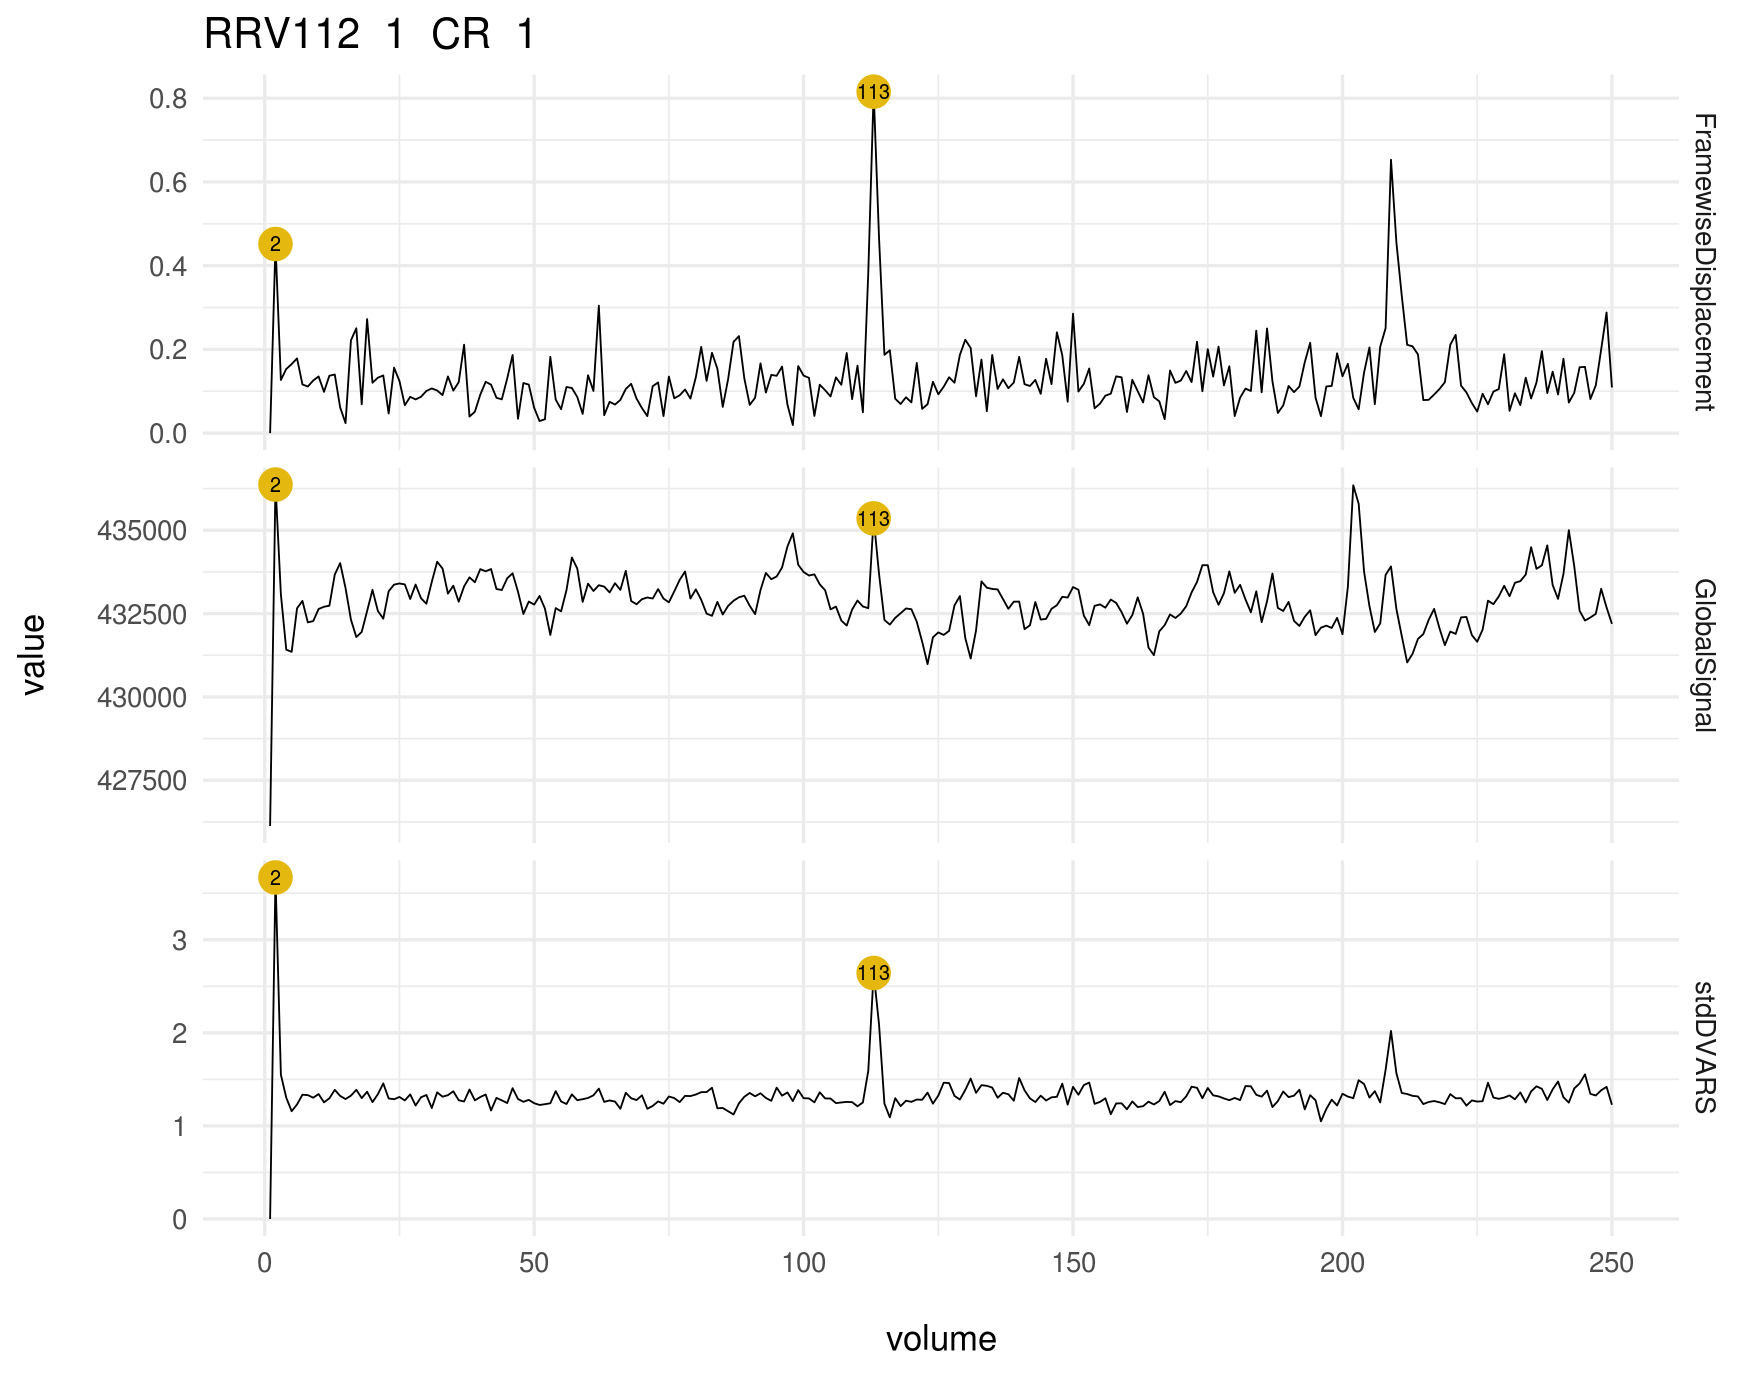 RRV112 1 CR 1
0.8
0.6
0.4
0.2
0.0
2
113
FramewiseDisplacement
435000
432500
430000
427500
2
113
GlobalSignal
3
2
1
0
2
113
stdDVARS
value
0 50 100 150 200 250
volume